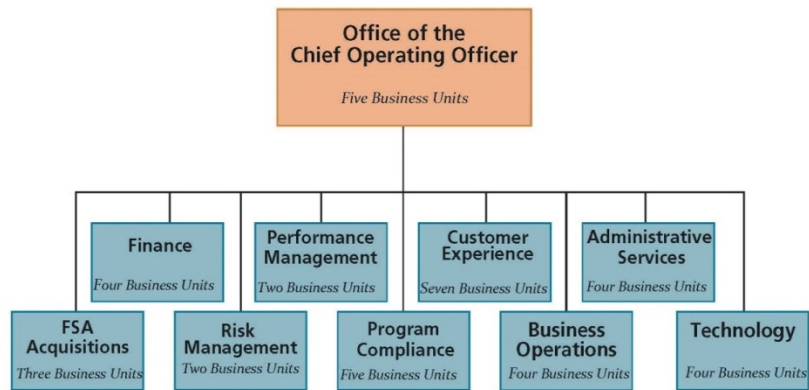 Office of the
Chief Operating Officer
Five Business Units
Finance
Four Business Units
Performance
Management
Two Business Units
Customer
Experience
Seven Business Units
Administrative
Services
Four Business Units
FSA
Acquisitions
Three Business Units
Risk
Management
Two Business Units
Program
Compliance
Five Business Units
Business
Operations
Four Business Units
Technology
Four Business Units